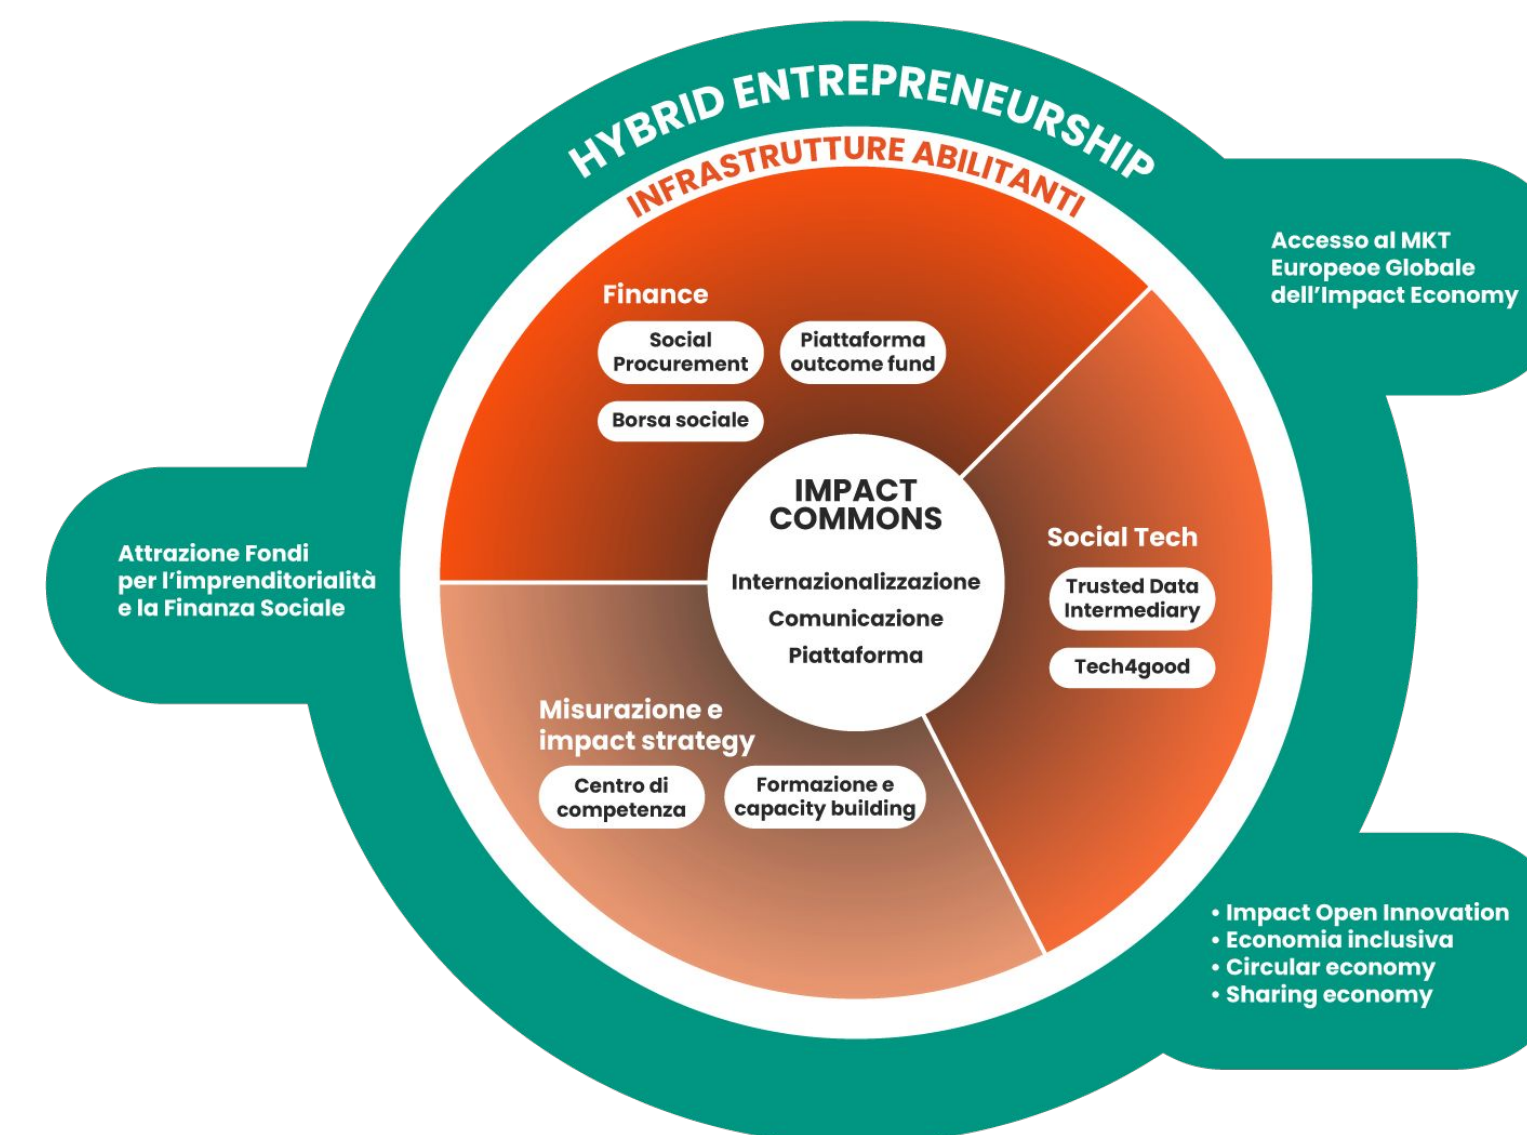 HYBRID ENTREPRENEURSHIP
INFRASTRUTTURE ABILITANTI
Accesso al MKT
Europeoe Globale
dell’Impact Economy
Finance
Social
Procurement
Piattaforma
outcome fund
Borsa sociale
IMPACT
COMMONS
Internazionalizzazione
Comunicazione
Piattaforma
Social Tech
Trusted Data
Intermediary
Tech4good
Attrazione Fondi
per l’imprenditorialità
e la Finanza Sociale
Misurazione e
impact strategy
Centro di
competenza
Formazione e
capacity building
• Impact Open Innovation
• Economia inclusiva
• Circular economy
• Sharing economy